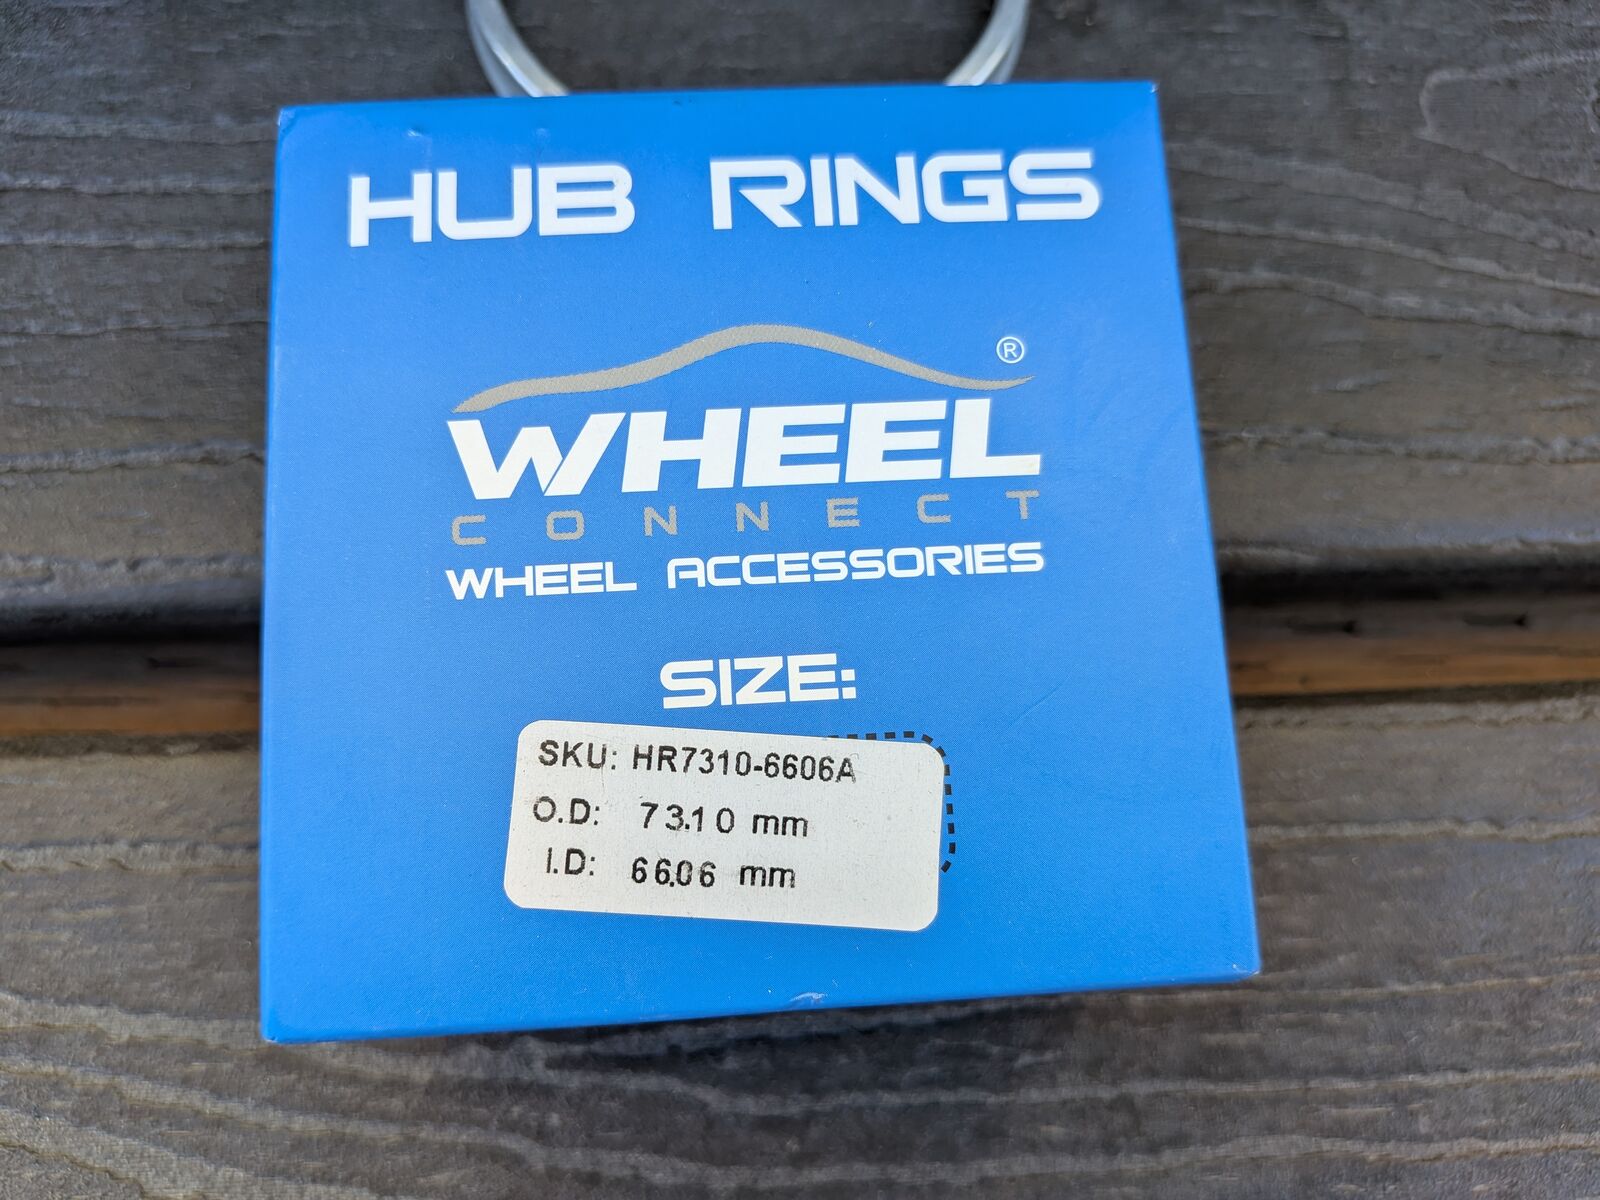 HUB RINGS
®
WHEEL
CONNECT
WHEEL ACCESSORIES
SIZE:
SKU: HR7310-6606A
O.D: 73.10 mm
I.D: 66.06 mm